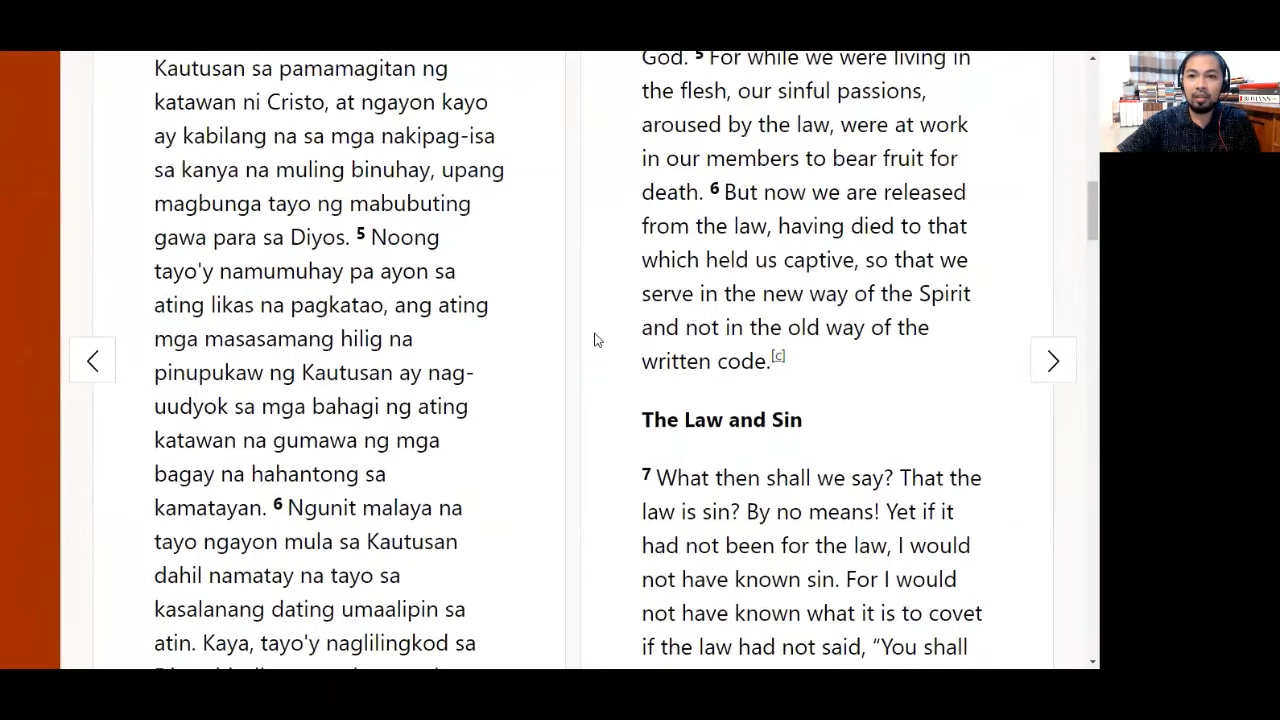 Kautusan sa pamamagitan ng
katawan ni Cristo, at ngayon kayo
ay kabilang na sa mga nakipag-isa
sa kanya na muling binuhay, upang
magbunga tayo ng mabubuting
gawa para sa Diyos. 5 Noong
tayo'y namumuhay pa ayon sa
ating likas na pagkatao, ang ating
mga masasamang hilig na
pinupukaw ng Kautusan ay nag-
uudyok sa mga bahagi ng ating
katawan na gumawa ng mga
bagay na hahantong sa
kamatayan. 6 Ngunit malaya na
tayo ngayon mula sa Kautusan
dahil namatay na tayo sa
kasalanang dating umaalipin sa
atin. Kaya, tayo'y naglilingkod sa
God. 5 For while we were living in
the flesh, our sinful passions,
aroused by the law, were at work
in our members to bear fruit for
death. 6 But now we are released
from the law, having died to that
which held us captive, so that we
serve in the new way of the Spirit
and not in the old way of the
written code.[c]
The Law and Sin
7 What then shall we say? That the
law is sin? By no means! Yet if it
had not been for the law, I would
not have known sin. For I would
not have known what it is to covet
if the law had not said, “You shall
ROMANS